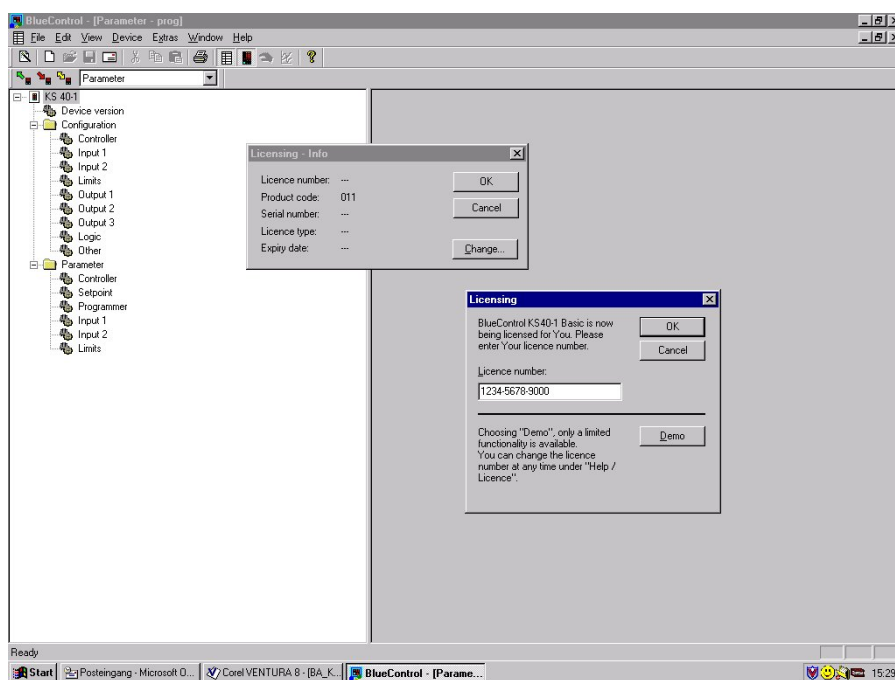 BlueControl - [Parameter - prog]
File Edit View Device Extras Window Help
Parameter
KS 40-1
Device version
Configuration
Controller
Input 1
Input 2
Limits
Output 1
Output 2
Output 3
Logic
Other
Parameter
Controller
Setpoint
Programmer
Input 1
Input 2
Limits
Licensing - Info
Licence number: ---
Product code: 011
Serial number: ---
Licence type: ---
Expiry date: ---
OK
Cancel
Change...
Licensing
BlueControl KS40-1 Basic is now
being licensed for You. Please
enter Your licence number.
OK
Cancel
Licence number:
1234-5678-9000
Choosing "Demo", only a limited
functionality is available.
You can change the licence
number at any time under "Help /
Licence".
Demo
Ready
Start
Posteingang - Microsoft O...
Corel VENTURA 8 - [BA_K...
BlueControl - [Parame...
15:29